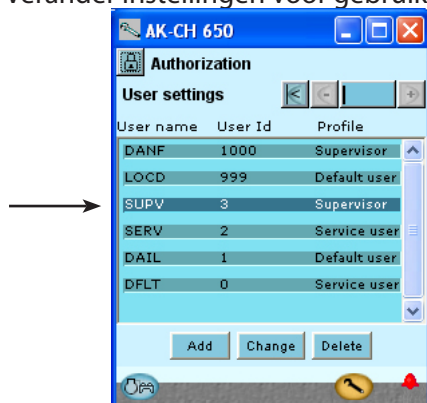 Verander instellingen voor gebruik
AK-CH 650
Authorization
User settings
User name User Id Profile
DANF 1000 Supervisor
LOCD 999 Default user
SUPV 3 Supervisor
SERV 2 Service user
DAIL 1 Default user
DFLT 0 Service user
Add Change Delete